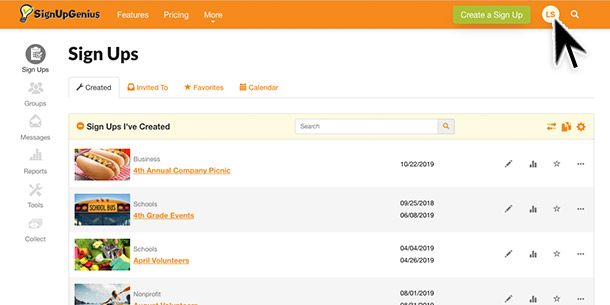 SignUpGenius Features Pricing More Create a Sign Up LS
Sign Ups
Sign Ups
Groups
Messages
Reports
Tools
Collect
Created Invited To Favorites Calendar
Sign Ups I've Created Search
Business
4th Annual Company Picnic 10/22/2019
SCHOOL BUS
Schools
4th Grade Events
09/25/2018
06/08/2019
Schools
April Volunteers
04/04/2019
04/26/2019
Nonprofit
August Volunteers
08/01/2019